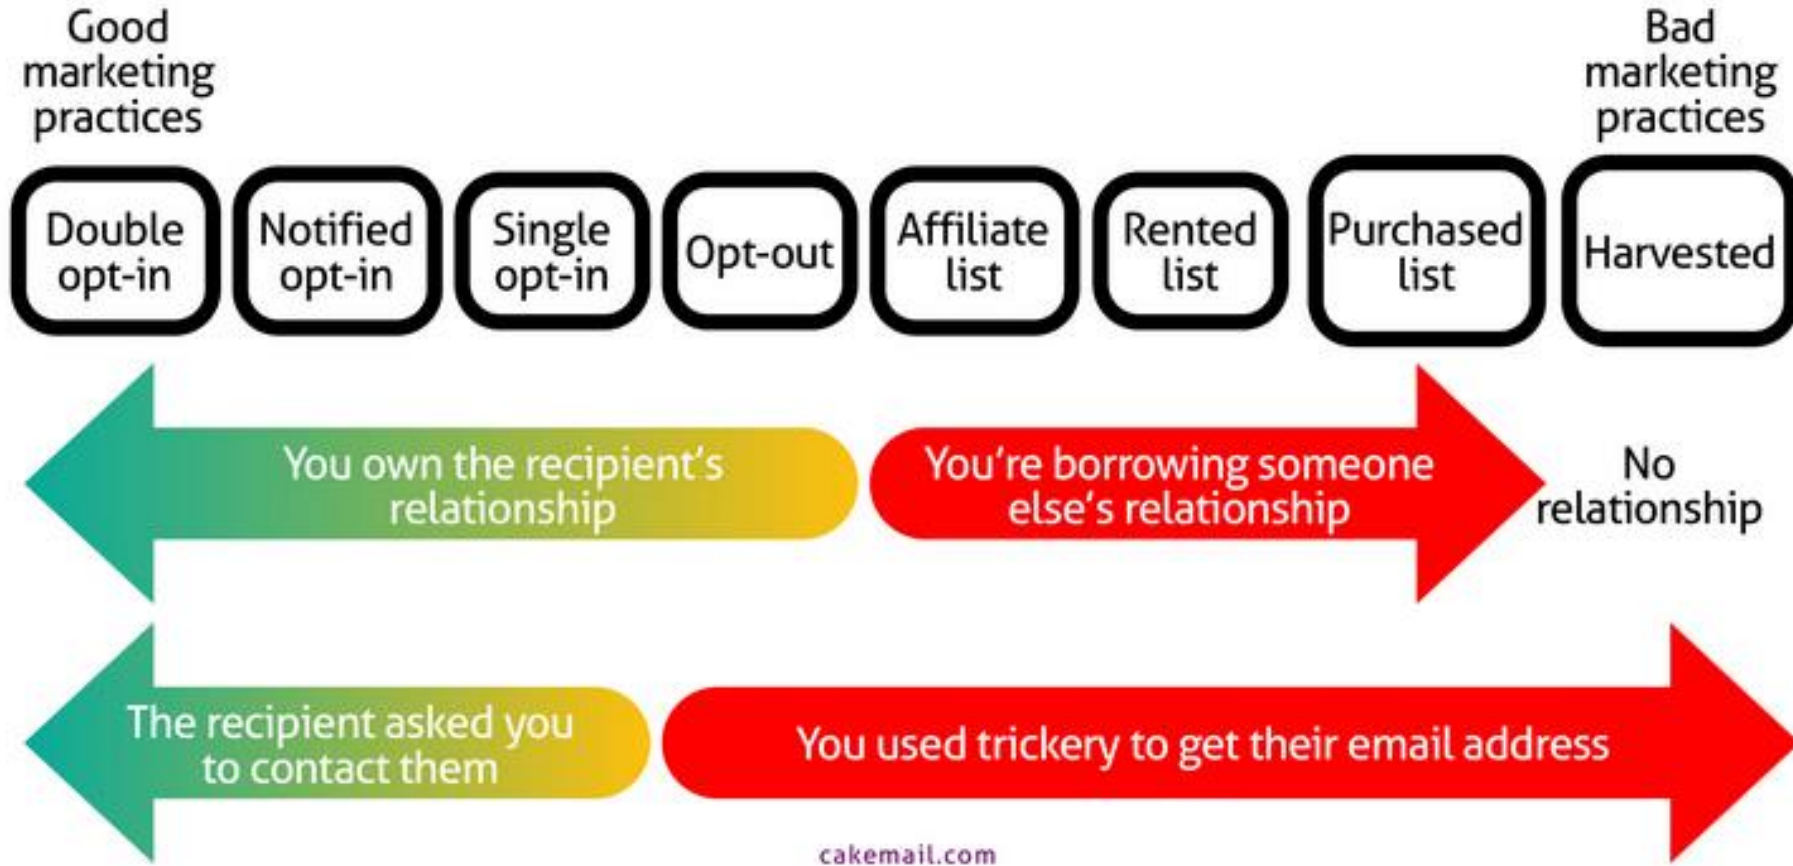 Good
marketing
practices
Bad
marketing
practices
Double
opt-in
Notified
opt-in
Single
opt-in
Opt-out
Affiliate
list
Rented
list
Purchased
list
Harvested
You own the recipient's
relationship
You're borrowing someone
else's relationship
No
relationship
The recipient asked you
to contact them
You used trickery to get their email address
cakemail.com